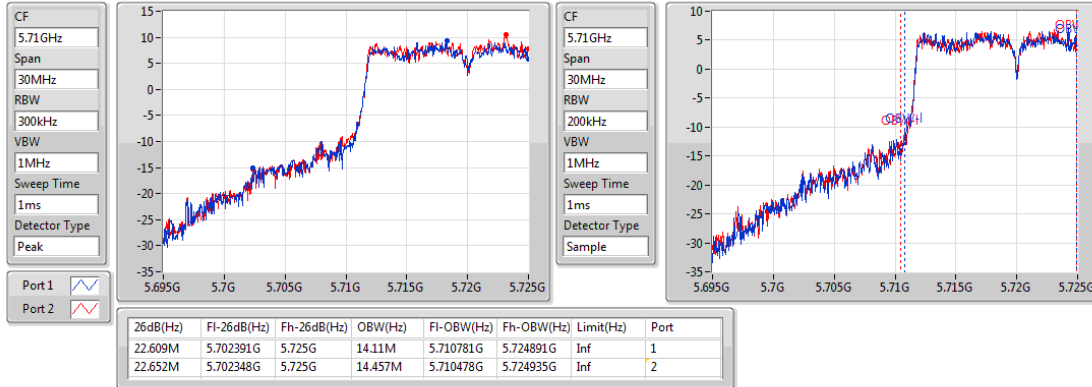 CF
5.71GHz
Span
30MHz
RBW
300kHz
VBW
1MHz
Sweep Time
1ms
Detector Type
Peak
Port 1
Port 2
15
10
5
0
-5
-10
-15
-20
-25
-30
-35
5.695G 5.7G 5.705G 5.71G 5.715G 5.72G 5.725G
CF
5.71GHz
Span
30MHz
RBW
200kHz
VBW
1MHz
Sweep Time
1ms
Detector Type
Sample
10
5
0
-5
-10
-15
-20
-25
-30
-35
5.695G 5.7G 5.705G 5.71G 5.715G 5.72G 5.725G
26dB(Hz) Fl-26dB(Hz) Fh-26dB(Hz) OBW(Hz) Fl-OBW(Hz) Fh-OBW(Hz) Limit(Hz) Port
22.609M 5.702391G 5.725G 14.11M 5.710781G 5.724891G Inf 1
22.652M 5.702348G 5.725G 14.457M 5.710478G 5.724935G Inf 2